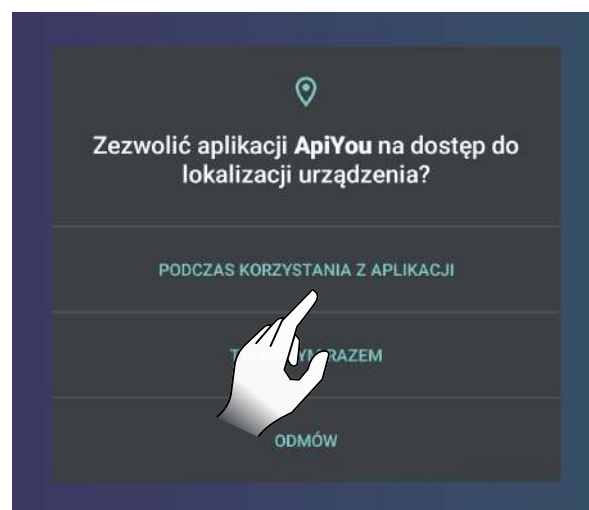 Zezwolić aplikacji ApiYou na dostęp do
lokalizacji urządzenia?
PODCZAS KORZYSTANIA Z APLIKACJI
RAZEM
ODMÓW